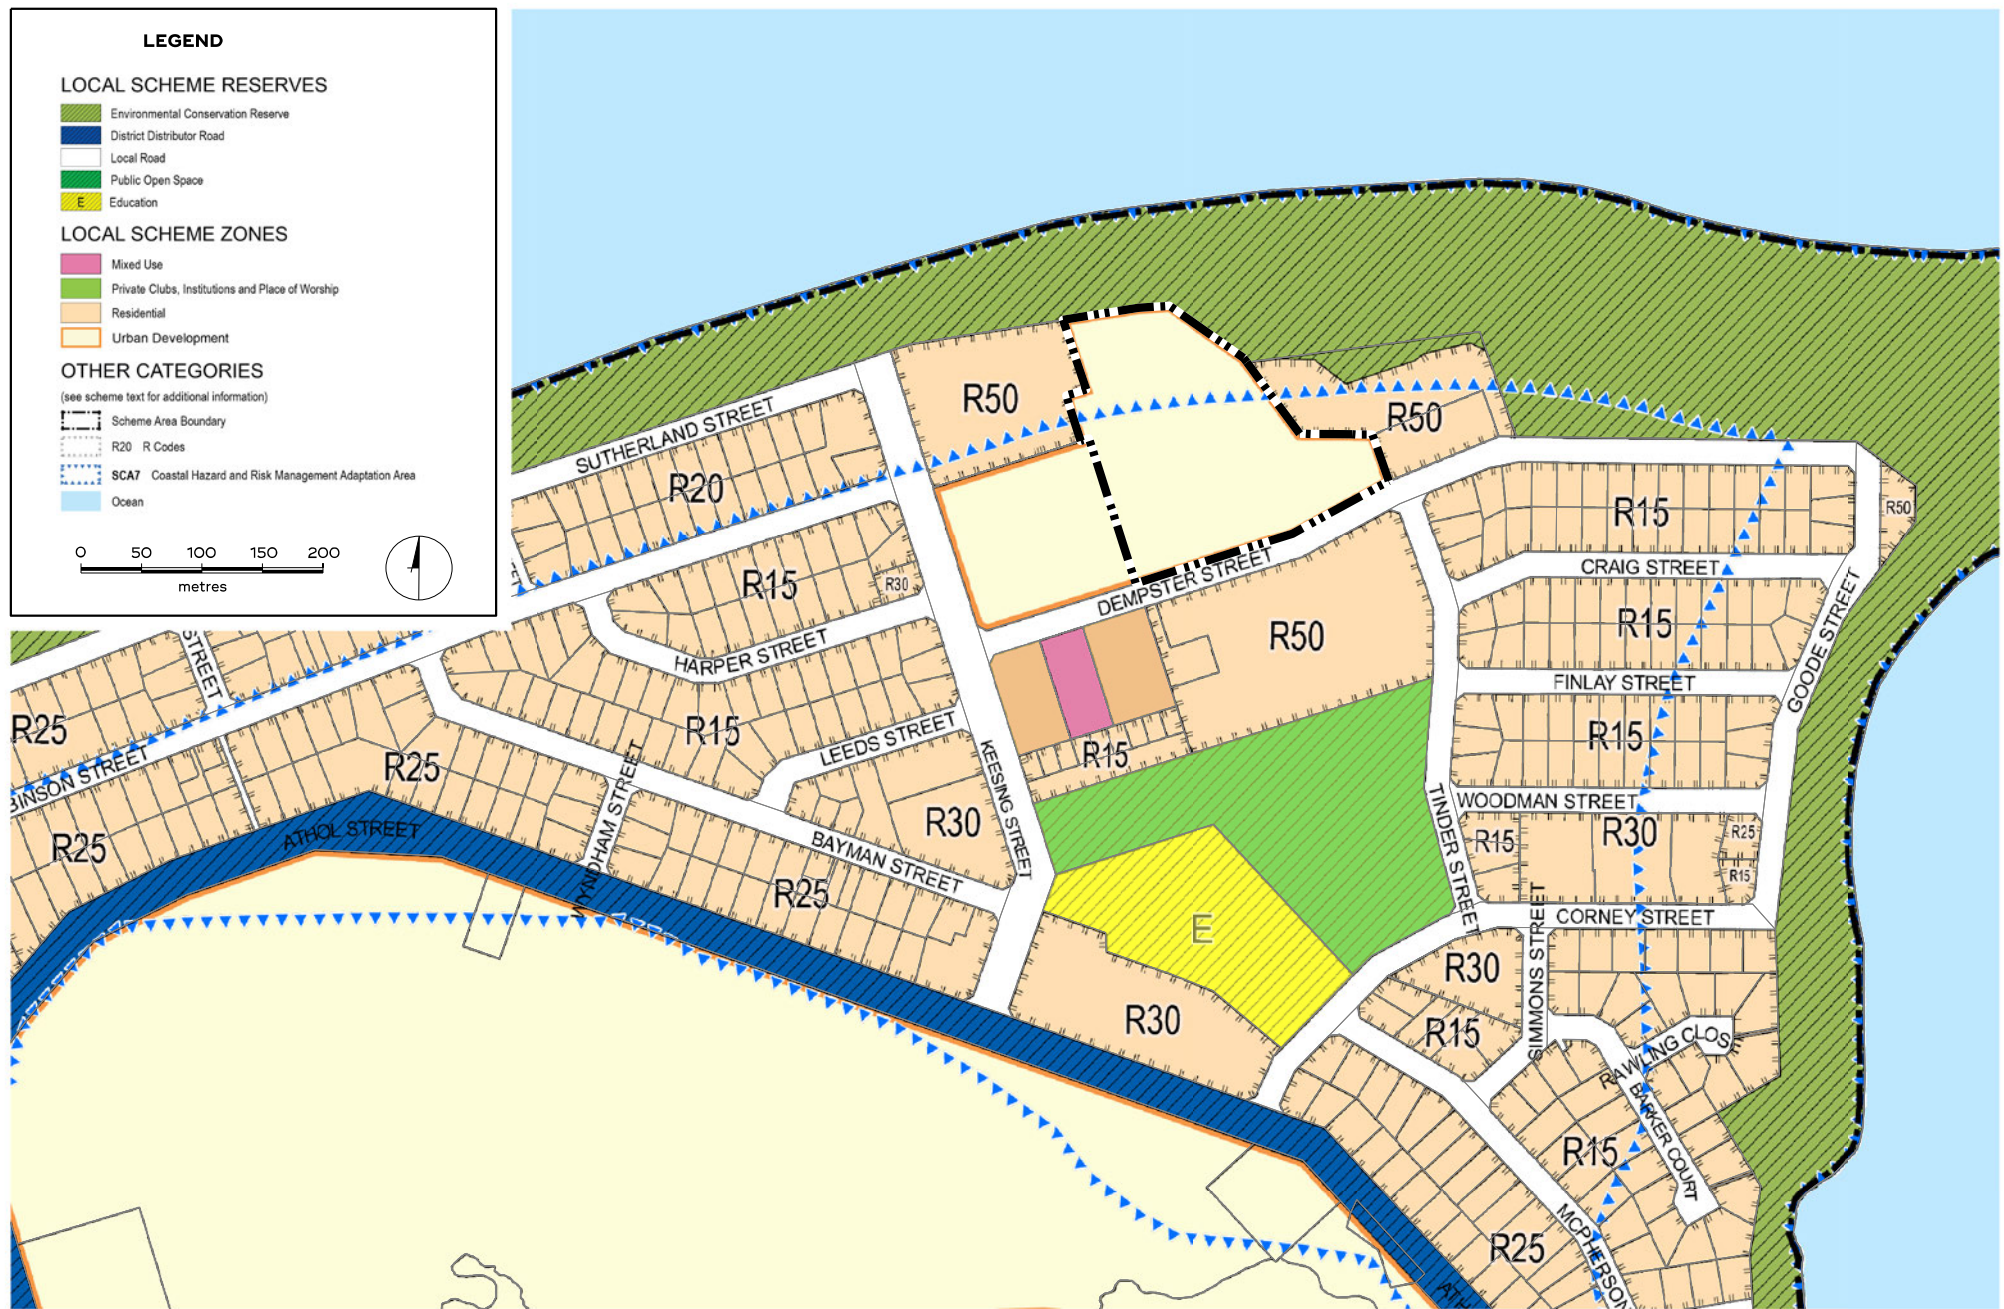 LEGEND
LOCAL SCHEME RESERVES
Environmental Conservation Reserve
District Distributor Road
Local Road
Public Open Space
E Education
LOCAL SCHEME ZONES
Mixed Use
Private Clubs, Institutions and Place of Worship
Residential
Urban Development
OTHER CATEGORIES
(see scheme text for additional information)
Scheme Area Boundary
R20 R Codes
SCA7 Coastal Hazard and Risk Management Adaptation Area
Ocean
0 50 100 150 200
metres
R50
R50
SUTHERLAND STREET
R20
R15
R50
CRAIG STREET
R15
R30
DEMPSTER STREET
R15
GOODE STREET
R50
HARPER STREET
STREET
FINLAY STREET
R25
R15
LEEDS STREET
R15
R15
BINSON STREET
R25
KEESING STREET
WYNDHAM STREET
TINDER STREET
WOODMAN STREET
R25
ATHOL STREET
R30
BAYMAN STREET
R15
R30
R25
R15
R25
E
SIMMONS STREET
CORNEY STREET
R30
R30
R15
RAWLING CLOS
BARKER COURT
R15
MCPHERSON
R25
ATH